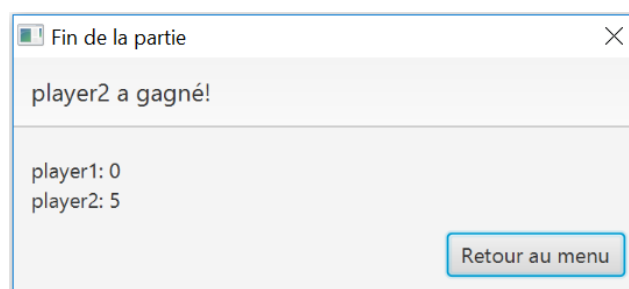 Fin de la partie
player2 a gagné!
player1: 0
player2: 5
Retour au menu